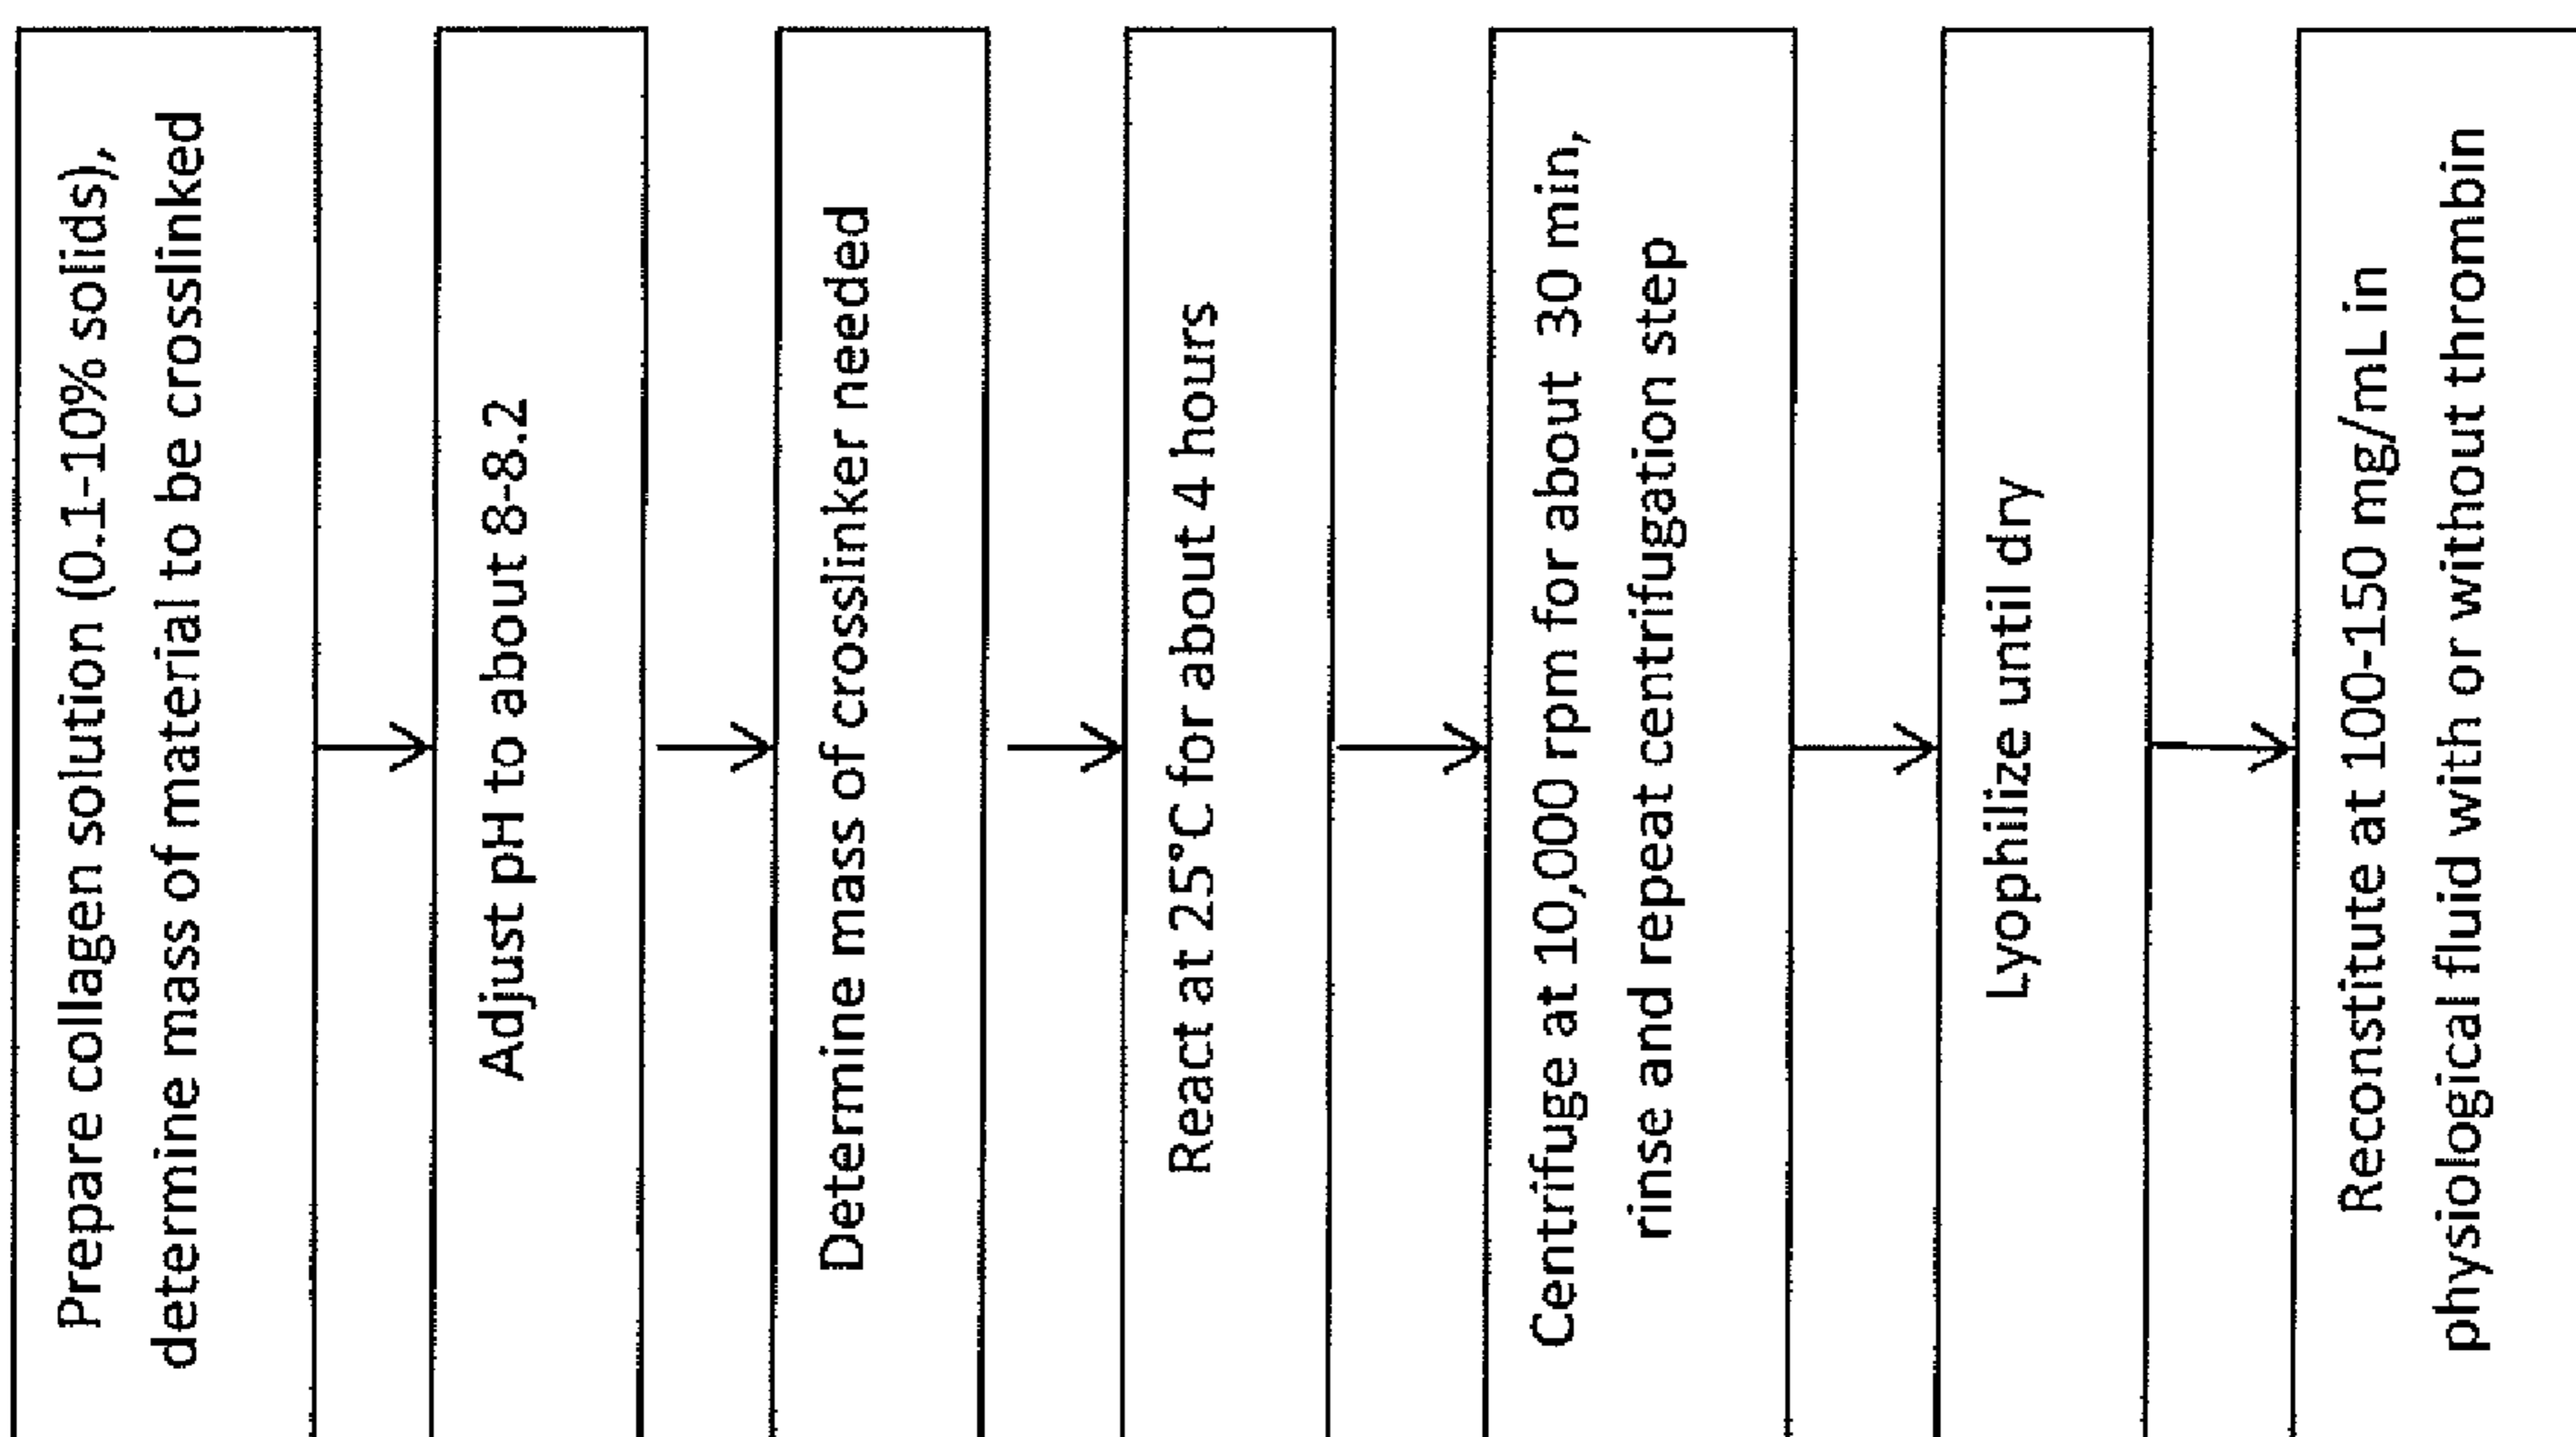 Prepare collagen solution (0.1-10% solids),
determine mass of material to be crosslinked
Adjust pH to about 8-8.2
Determine mass of crosslinker needed
React at 25°C for about 4 hours
Centrifuge at 10,000 rpm for about 30 min,
rinse and repeat centrifugation step
Lyophilize until dry
Reconstitute at 100-150 mg/mL in
physiological fluid with or without thrombin